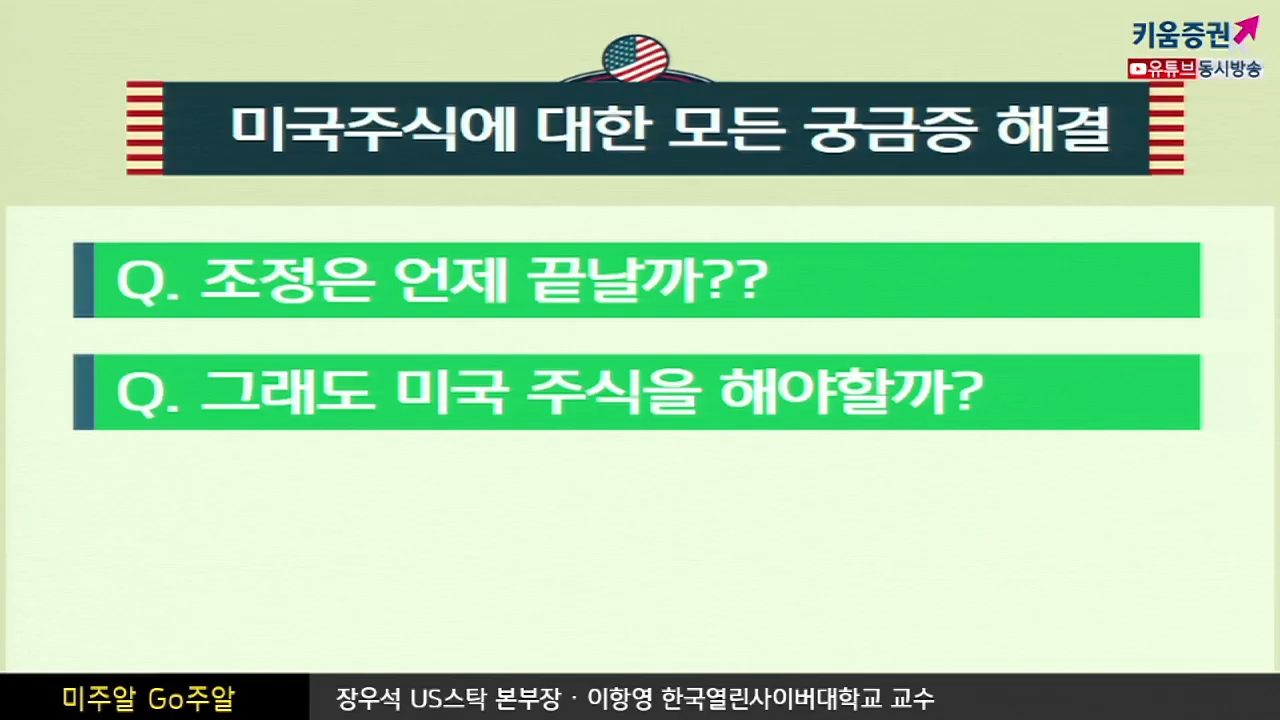 키움증권
유튜브 동시방송
미국주식에 대한 모든 궁금증 해결
Q. 조정은 언제 끝날까??
Q. 그래도 미국 주식을 해야할까?
미주알 Go주알
장우석 US스탁 본부장 · 이항영 한국열린사이버대학교 교수